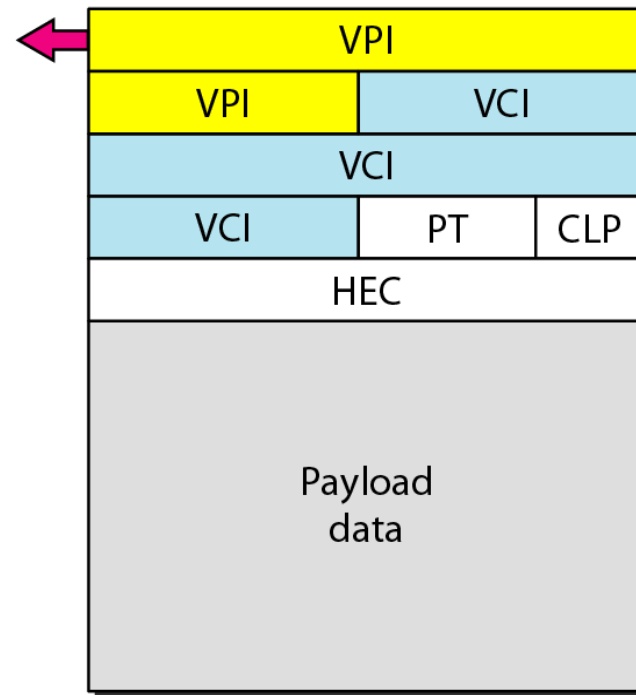 VPI
VPI VCI
VCI
VCI PT CLP
HEC
Payload
data